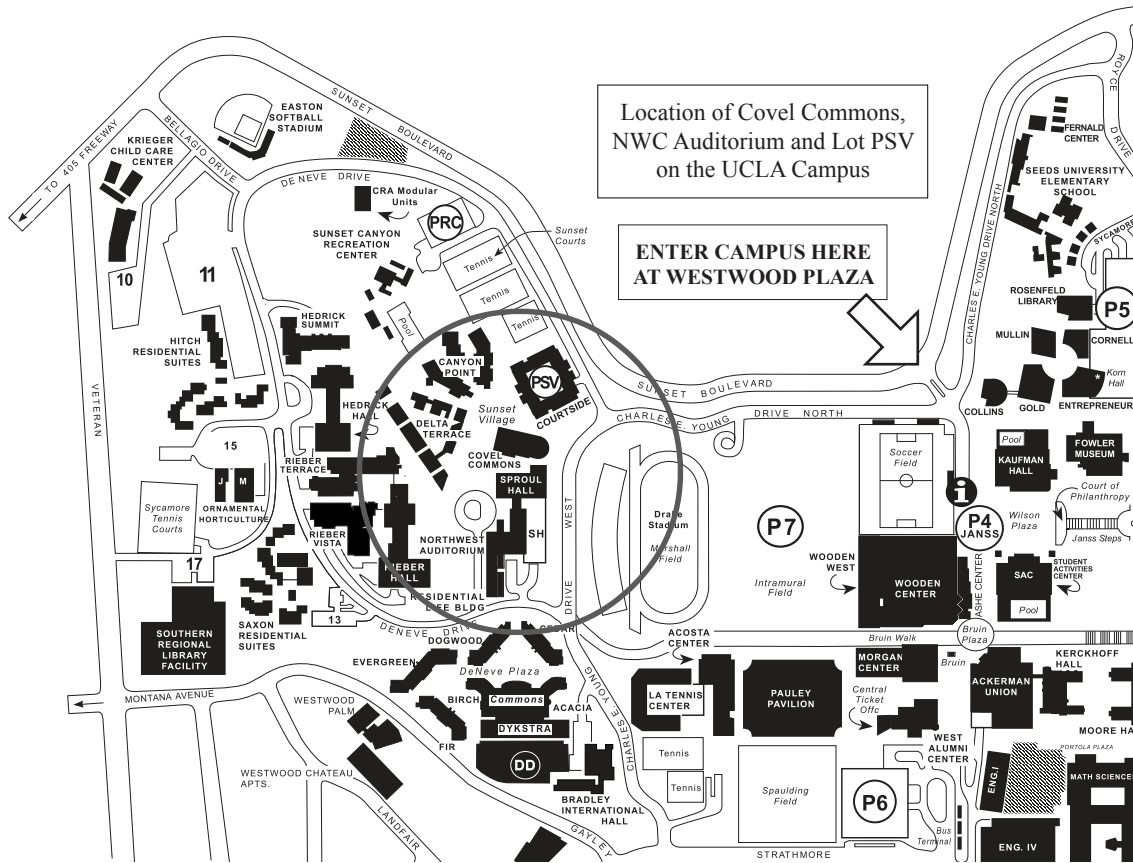 Location of Covel Commons,
NWC Auditorium and Lot PSV
on the UCLA Campus
ENTER CAMPUS HERE
AT WESTWOOD PLAZA
TO 405 FREEWAY
BELLAGIO DRIVE
SUNSET
BOULEVARD
EASTON
SOFTBALL
STADIUM
KRIEGER
CHILD CARE
CENTER
DE NEVE DRIVE
CRA Modular
Units
PRC
SUNSET CANYON
RECREATION
CENTER
Sunset
Courts
Tennis
Tennis
Tennis
Pool
10
11
HEDRICK
SUMMIT
HITCH
RESIDENTIAL
SUITES
VETERAN
CANYON
POINT
PSV
COURTSIDE
HEDRICK
HALL
DELTA
TERRACE
Sunset
Village
COVEL
COMMONS
SPROUL
HALL
SH
15
RIEBER
TERRACE
J
M
ORNAMENTAL
HORTICULTURE
Sycamore
Tennis
Courts
RIEBER
VISTA
NORTHWEST
AUDITORIUM
RIEBER
HALL
RESIDENTIAL
LIFE BLDG
17
13
SAXON
RESIDENTIAL
SUITES
SOUTHERN
REGIONAL
LIBRARY
FACILITY
DENEVE DRIVE
DOGWOOD
CEDAR
EVERGREEN
DeNeve Plaza
BIRCH
Commons
ACACIA
FIR
DYKSTRA
DD
BRADLEY
INTERNATIONAL
HALL
MONTANA AVENUE
WESTWOOD
PALM
WESTWOOD CHATEAU
APTS.
LANDFAIR
GAYLEY
STRATHMORE
CHARLES E. YOUNG
DRIVE WEST
SUNSET BOULEVARD
CHARLES E. YOUNG
DRIVE NORTH
CHARLES E. YOUNG DRIVE NORTH
ROYCE
DRIVE
FERNALD
CENTER
SEEDS UNIVERSITY
ELEMENTARY
SCHOOL
SYCAMORE
ROSENFELD
LIBRARY
P5
MULLIN
CORNELL
Korn
Hall
*
COLLINS
GOLD
ENTREPRENEUR
Soccer
Field
Pool
KAUFMAN
HALL
FOWLER
MUSEUM
Court of
Philanthropy
Wilson
Plaza
Janss Steps
i
P4
JANSS
P7
Drake
Stadium
Marshall
Field
Intramural
Field
WOODEN
WEST
WOODEN
CENTER
ASHE CENTER
SAC
Pool
STUDENT
ACTIVITIES
CENTER
Bruin Walk
Bruin
Plaza
ACOSTA
CENTER
LA TENNIS
CENTER
PAULEY
PAVILION
MORGAN
CENTER
Bruin
Central
Ticket
Offc
ACKERMAN
UNION
KERCKHOFF
HALL
MOORE HA
WEST
ALUMNI
CENTER
PORTOLA PLAZA
Tennis
Tennis
Spaulding
Field
P6
Bus
Terminal
ENG.I
MATH SCIENCES
ENG. IV